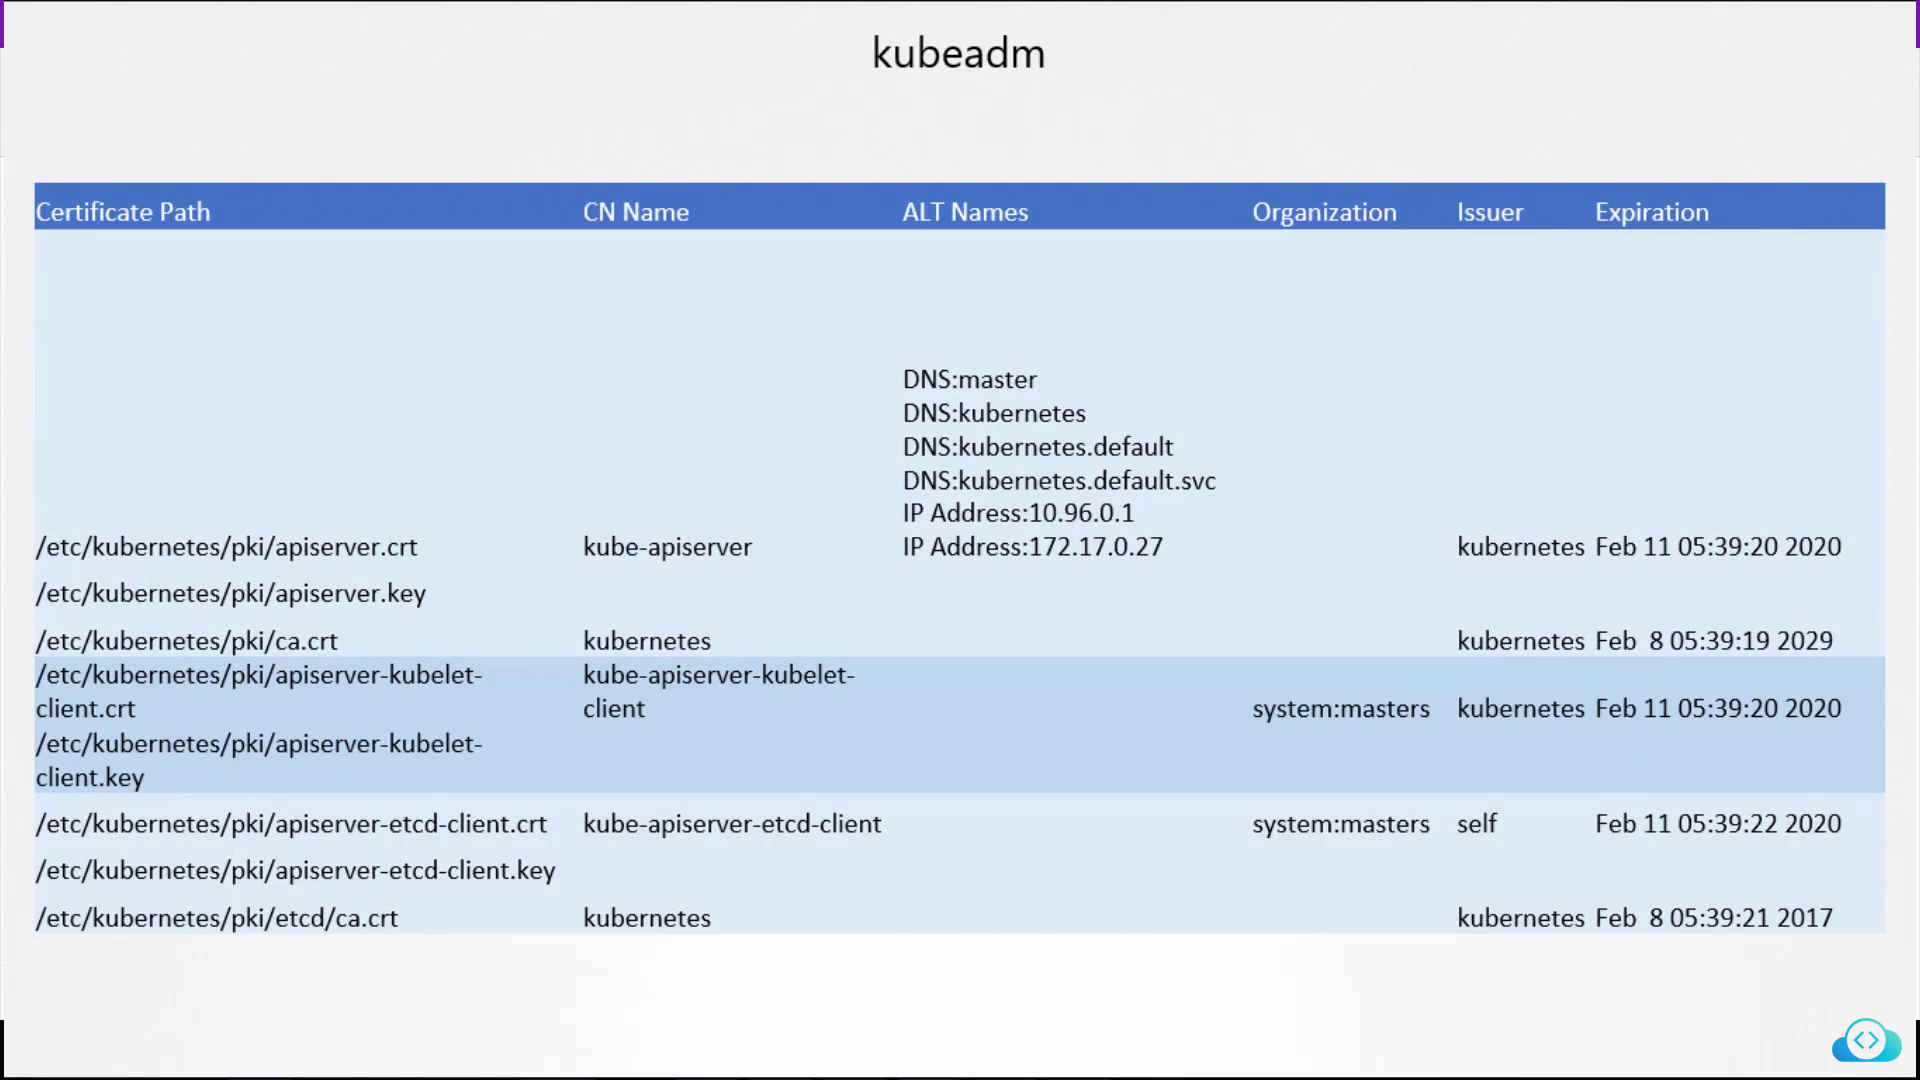 kubeadm
Certificate Path CN Name ALT Names Organization Issuer Expiration
DNS:master
DNS:kubernetes
DNS:kubernetes.default
DNS:kubernetes.default.svc
IP Address:10.96.0.1
/etc/kubernetes/pki/apiserver.crt kube-apiserver IP Address:172.17.0.27 kubernetes Feb 11 05:39:20 2020
/etc/kubernetes/pki/apiserver.key
/etc/kubernetes/pki/ca.crt kubernetes kubernetes Feb  8 05:39:19 2029
/etc/kubernetes/pki/apiserver-kubelet- kube-apiserver-kubelet-
client.crt client system:masters kubernetes Feb 11 05:39:20 2020
/etc/kubernetes/pki/apiserver-kubelet-
client.key
/etc/kubernetes/pki/apiserver-etcd-client.crt kube-apiserver-etcd-client system:masters self Feb 11 05:39:22 2020
/etc/kubernetes/pki/apiserver-etcd-client.key
/etc/kubernetes/pki/etcd/ca.crt kubernetes kubernetes Feb  8 05:39:21 2017